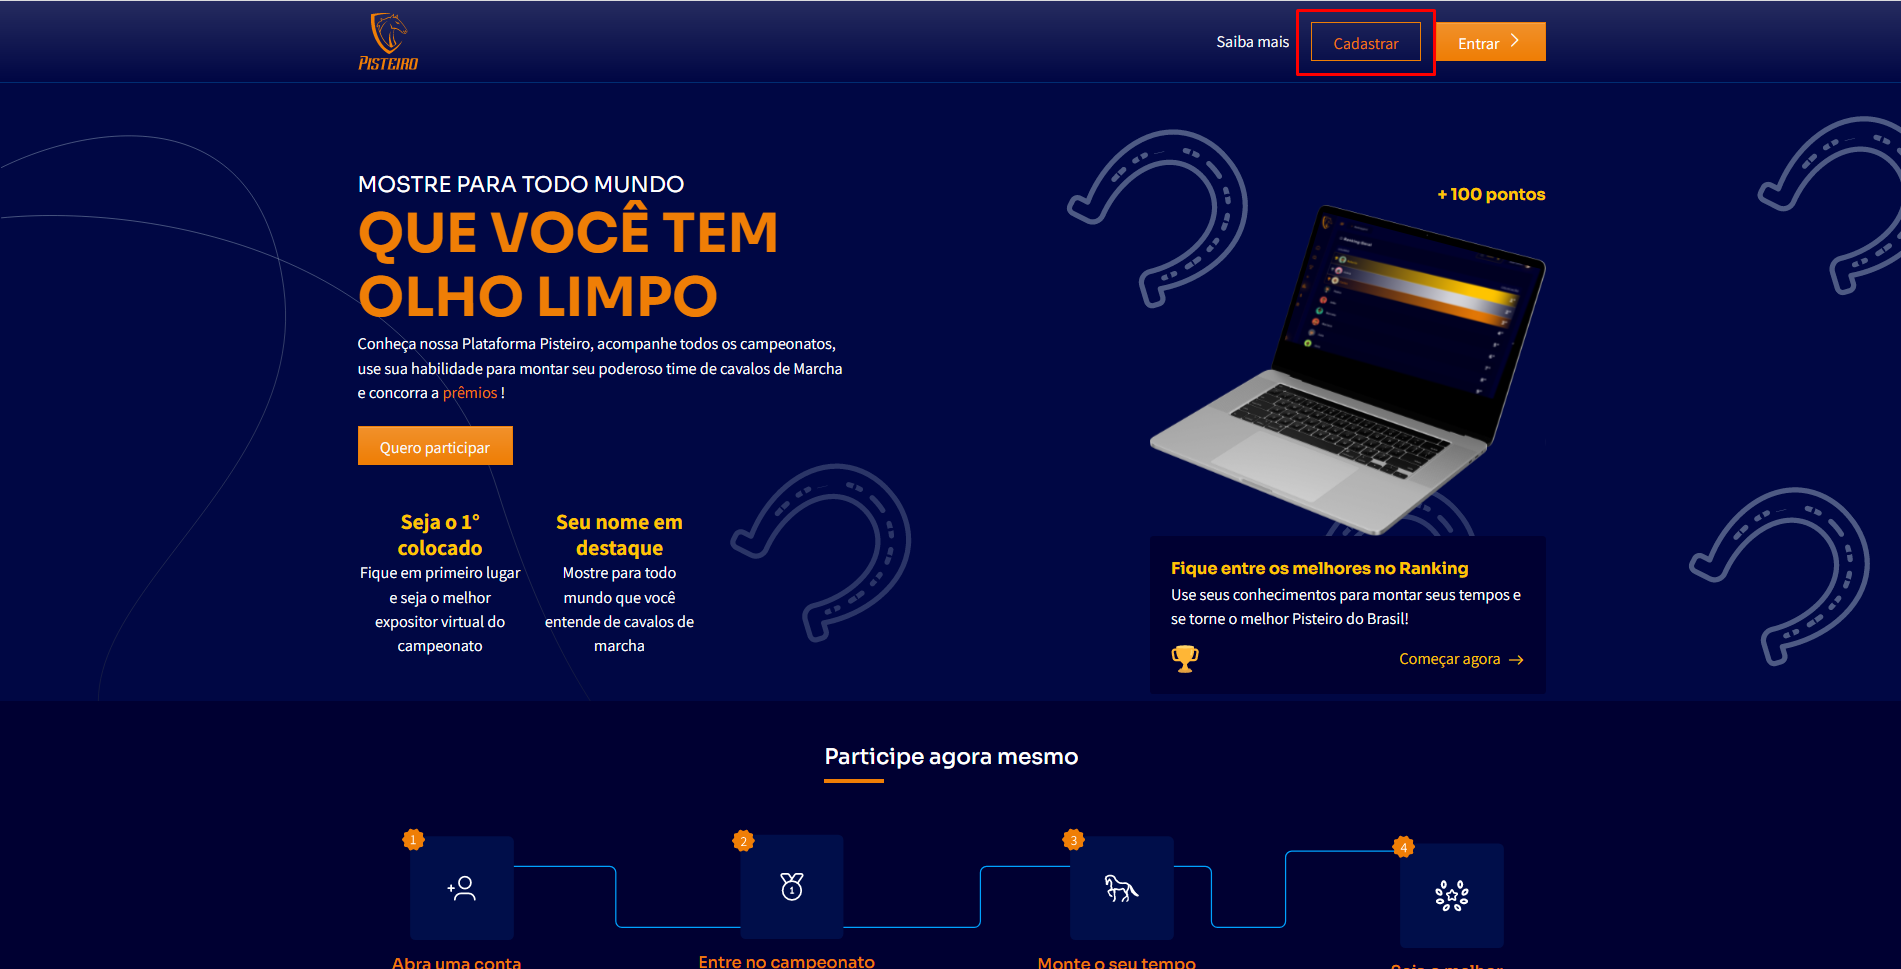 PISTEIRO
Saiba mais
Cadastrar
Entrar
MOSTRE PARA TODO MUNDO
QUE VOCÊ TEM
OLHO LIMPO
Conheça nossa Plataforma Pisteiro, acompanhe todos os campeonatos,
use sua habilidade para montar seu poderoso time de cavalos de Marcha
e concorra a prêmios !
Quero participar
Seja o 1°
colocado
Fique em primeiro lugar
e seja o melhor
expositor virtual do
campeonato
Seu nome em
destaque
Mostre para todo
mundo que você
entende de cavalos de
marcha
+ 100 pontos
Fique entre os melhores no Ranking
Use seus conhecimentos para montar seus tempos e
se torne o melhor Pisteiro do Brasil!
Começar agora
Participe agora mesmo
1
2
1
3
4
Abra uma conta
Entre no campeonato
Monte o seu tempo
Seja o melhor